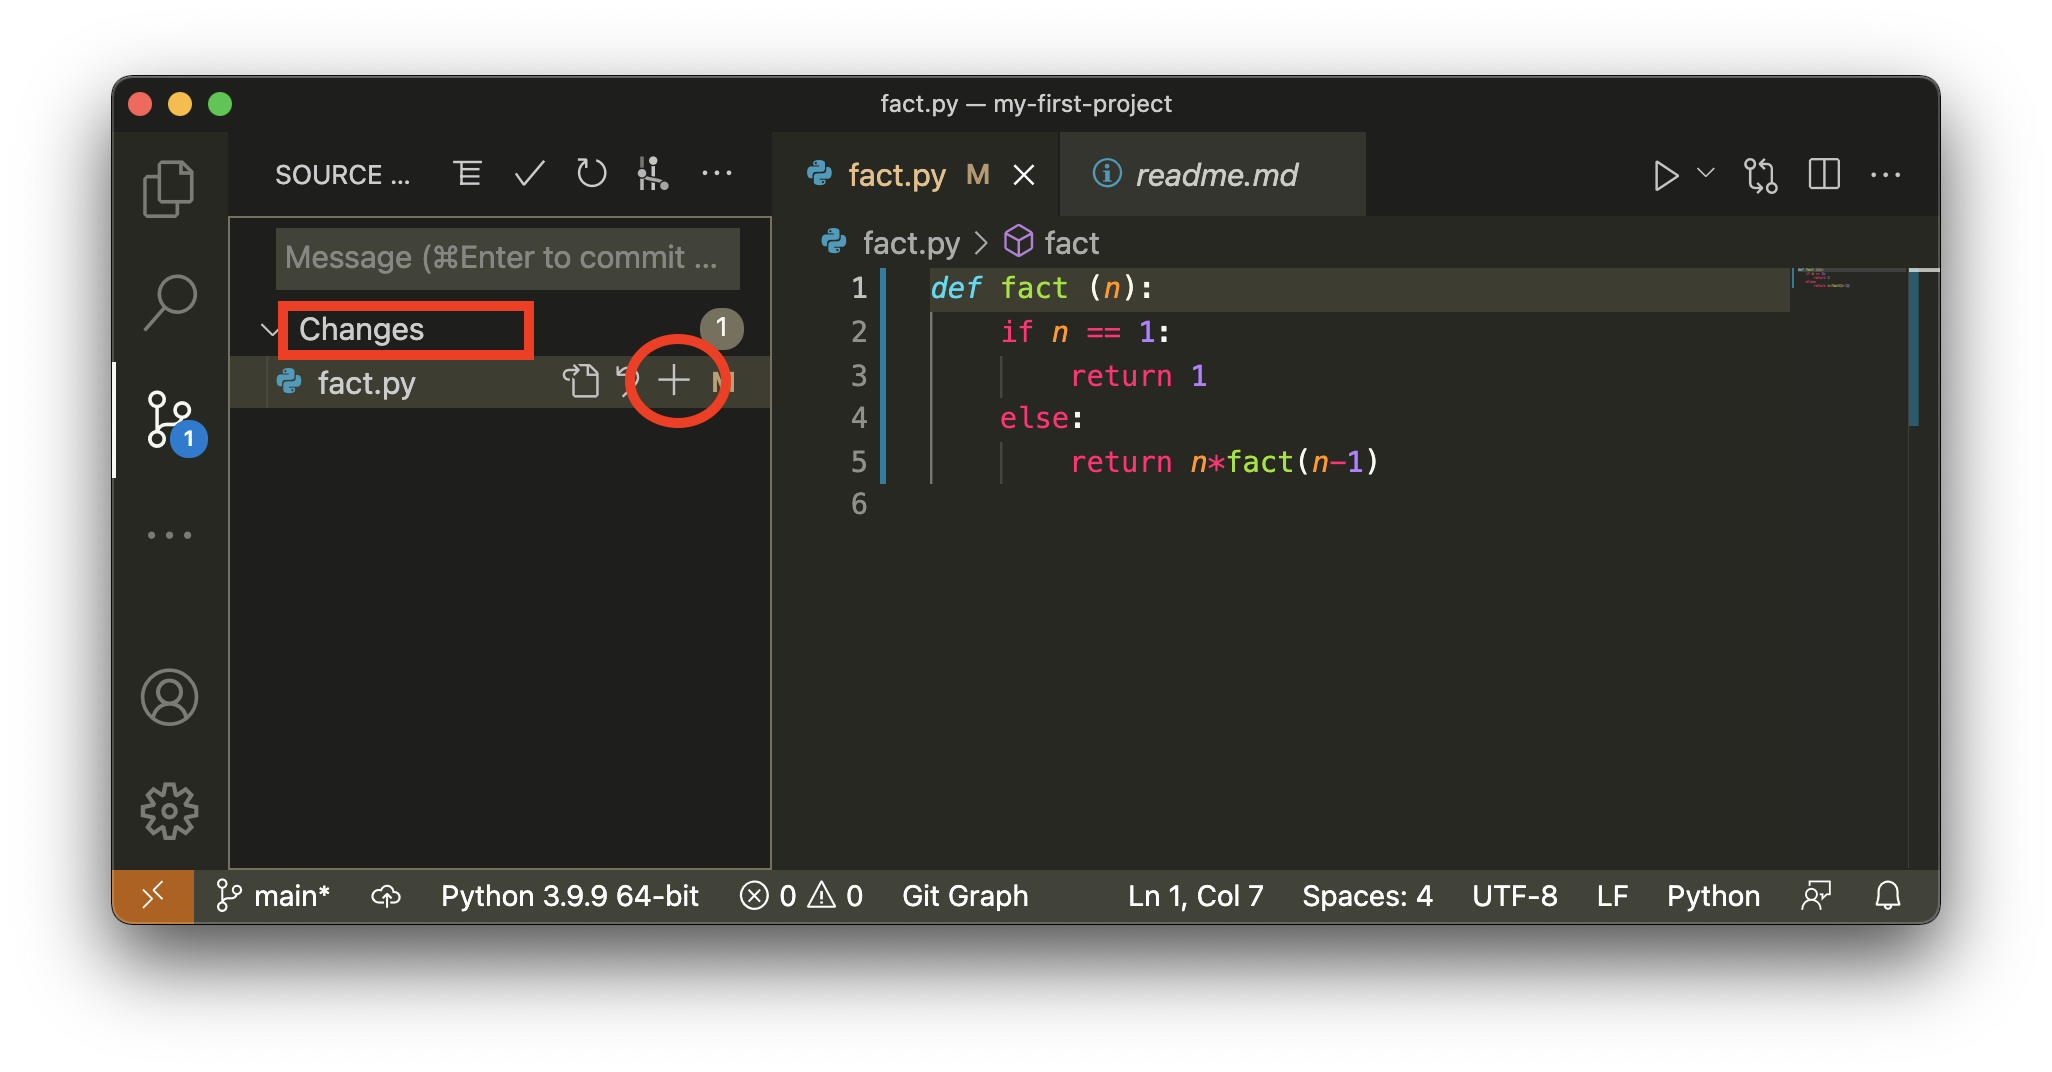 fact.py — my-first-project
SOURCE ...
fact.py M
readme.md
Message (⌘Enter to commit ...
fact.py > fact
Changes 1
fact.py M
1 def fact (n):
2 if n == 1:
3 return 1
4 else:
5 return n*fact(n-1)
6
1
main* Python 3.9.9 64-bit 0 0 Git Graph Ln 1, Col 7 Spaces: 4 UTF-8 LF Python